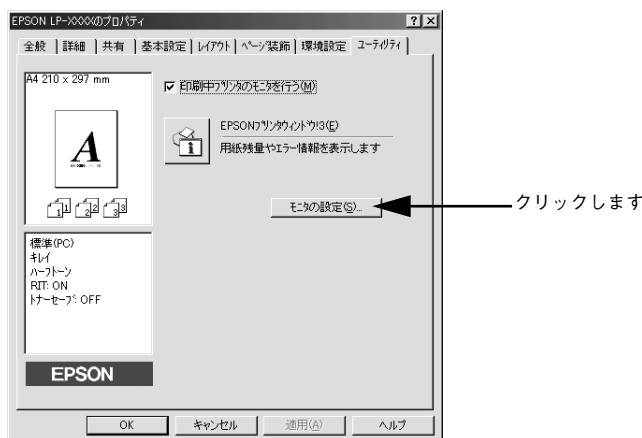 EPSON LP-XXXXのプロパティ
全般 詳細 共有 基本設定 レイアウト ページ装飾 環境設定 ユーティリティ
A4 210 x 297 mm
印刷中プリンタのモニタを行う(M)
EPSONプリンタウィンドウ!3(E)
用紙残量やエラー情報を表示します
A
1 1 2 2 3 3
モニタの設定(S)...
クリックします
標準(PC)
キレイ
ハーフトーン
RIT: ON
トナーセーブ: OFF
EPSON
OK キャンセル 適用(A) ヘルプ